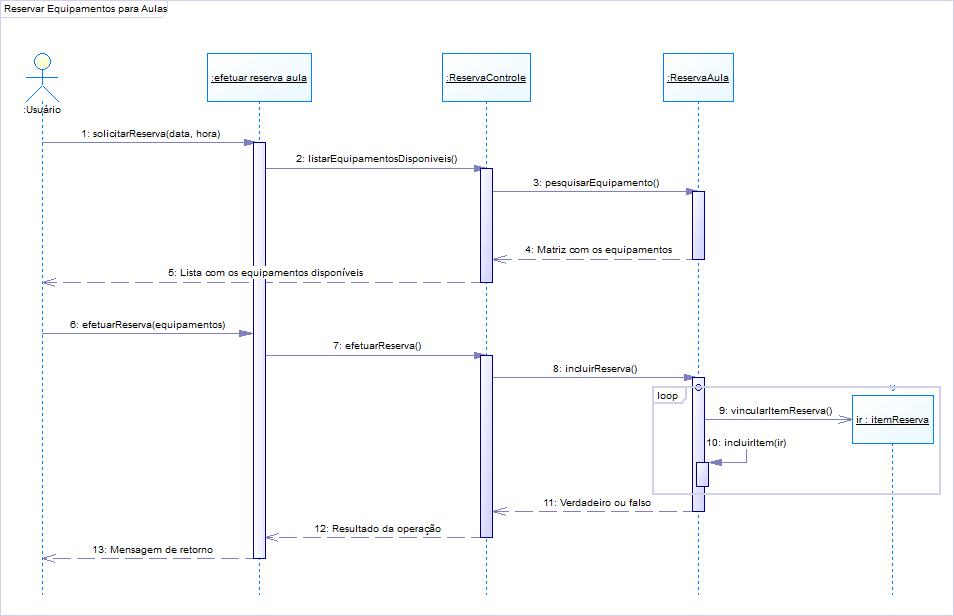 Reservar Equipamentos para Aulas
:Usuário
:efetuar reserva aula
:ReservaControle
:ReservaAula
1: solicitarReserva(data, hora)
2: listarEquipamentosDisponiveis()
3: pesquisarEquipamento()
4: Matriz com os equipamentos
5: Lista com os equipamentos disponíveis
6: efetuarReserva(equipamentos)
7: efetuarReserva()
8: incluirReserva()
loop
9: vincularItemReserva()
ir : itemReserva
10: incluirItem(ir)
11: Verdadeiro ou falso
12: Resultado da operação
13: Mensagem de retorno